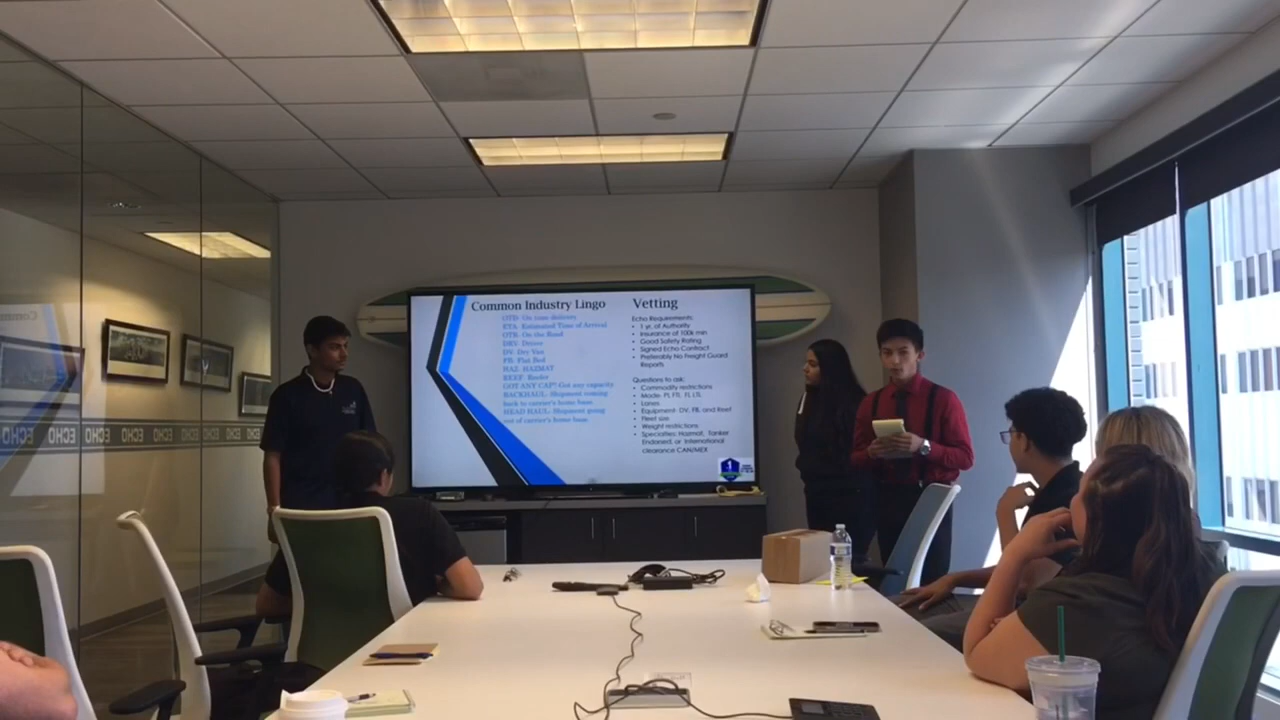 Common Industry Lingo
OTD- On time delivery
ETA- Estimated Time of Arrival
OTR- On the Road
DRV- Driver
DV- Dry Van
FB- Flat Bed
HAZ- HAZMAT
REEF- Reefer
GOT ANY CAP?- Got any capacity
BACKHAUL- Shipment coming
back to carrier's home base
HEAD HAUL- Shipment going
out of carrier's home base
Vetting
Echo Requirements:
• 1 yr. of Authority
• Insurance of 100k min
• Good Safety Rating
• Signed Echo Contract
• Preferably No Freight Guard
Reports
Questions to ask:
• Commodity restrictions
• Mode- PL FTL
• Lanes
• Equipment- DV, FB, and Reef
• Fleet size
• Weight restrictions
• Specialties- Hazmat, Tanker
Endorsed, or International
clearance CAN/MEX
ECHO ECHO ECHO ECHO ECHO